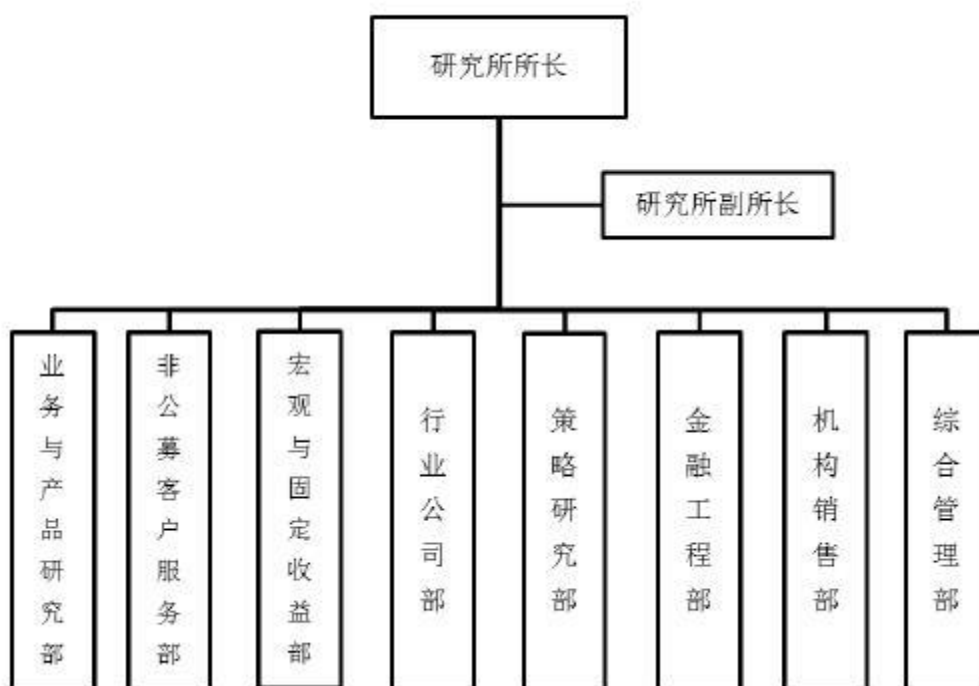 研究所所长
研究所副所长
业务与产品研究部
非公募客户服务部
宏观与固定收益部
行业公司部
策略研究部
金融工程部
机构销售部
综合管理部